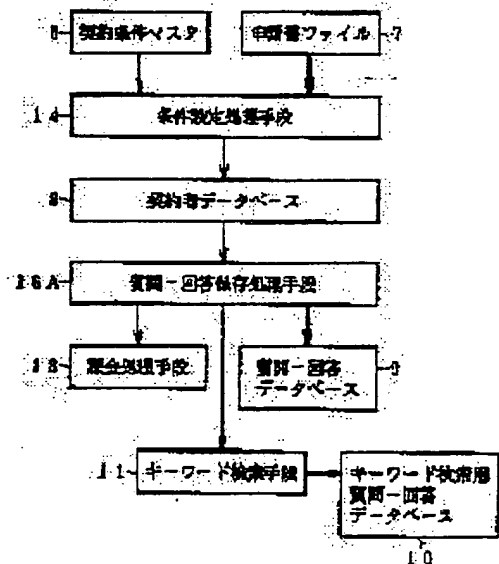 契約条件マスタ
申請書ファイル
7
14
条件設定処理手段
8
契約者データベース
16A
質問ー回答保存処理手段
18
課金処理手段
質問ー回答
データベース
9
11
キーワード検索手段
キーワード検索用
質問ー回答
データベース
10